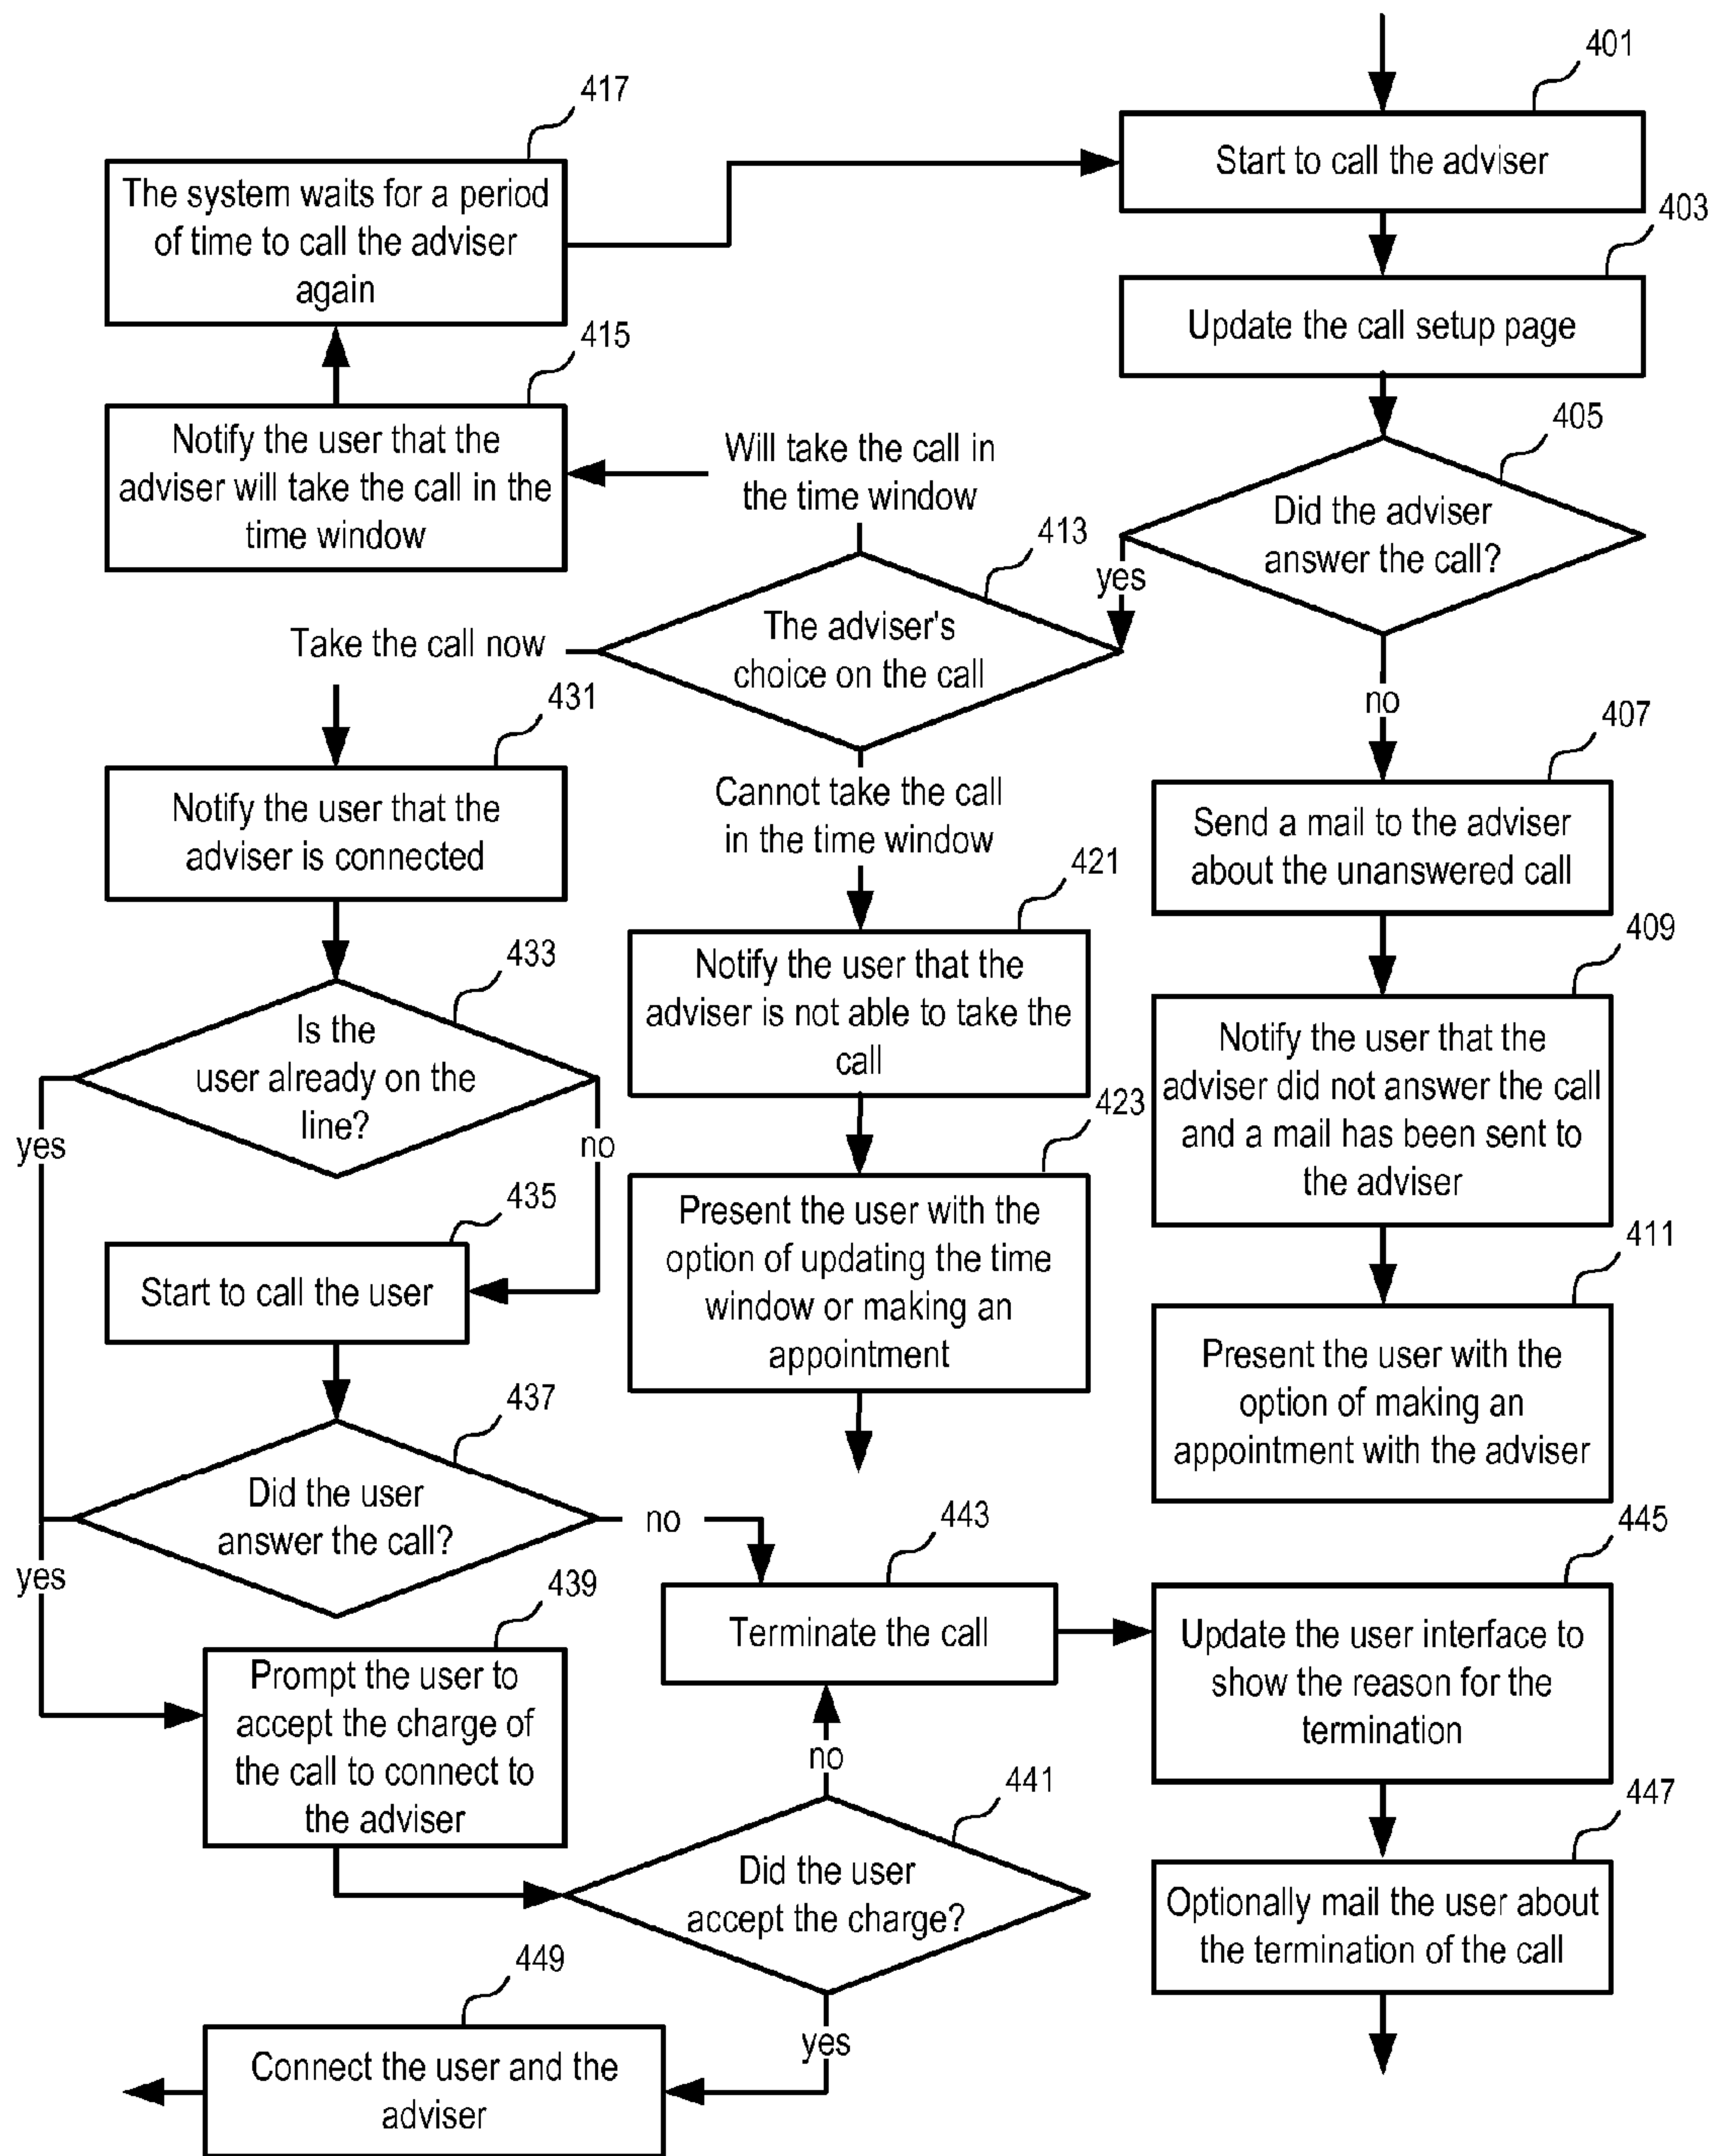 401
Start to call the adviser
403
Update the call setup page
405
Did the adviser
answer the call?
yes
no
407
Send a mail to the adviser
about the unanswered call
409
Notify the user that the
adviser did not answer the call
and a mail has been sent to
the adviser
411
Present the user with the
option of making an
appointment with the adviser
413
The adviser's
choice on the call
Will take the call in
the time window
415
Notify the user that the
adviser will take the call in the
time window
417
The system waits for a period
of time to call the adviser
again
Cannot take the call
in the time window
421
Notify the user that the
adviser is not able to take the
call
423
Present the user with the
option of updating the time
window or making an
appointment
Take the call now
431
Notify the user that the
adviser is connected
433
Is the
user already on the
line?
yes
no
435
Start to call the user
437
Did the user
answer the call?
yes
no
439
Prompt the user to
accept the charge of
the call to connect to
the adviser
441
Did the user
accept the charge?
no
yes
443
Terminate the call
445
Update the user interface to
show the reason for the
termination
447
Optionally mail the user about
the termination of the call
449
Connect the user and the
adviser